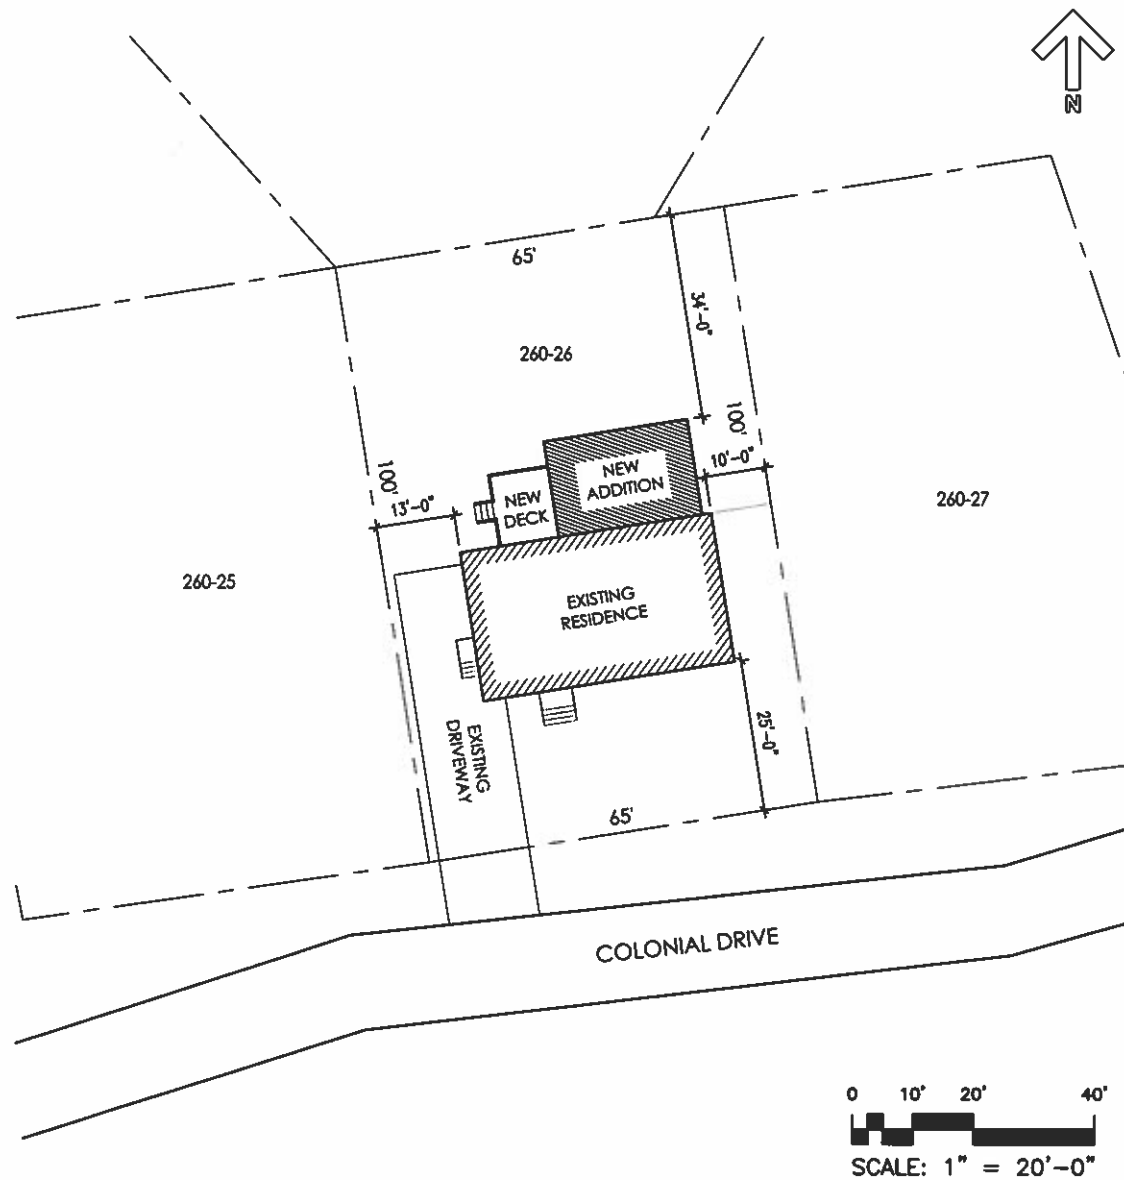 N
65'
34'-0"
260-26
100'
10'-0"
NEW
ADDITION
100'
13'-0"
NEW
DECK
260-27
260-25
EXISTING
RESIDENCE
EXISTING
DRIVEWAY
25'-0"
65'
COLONIAL DRIVE
0 10' 20' 40'
SCALE: 1" = 20'-0"